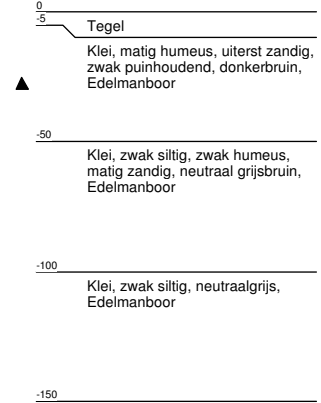 0
-5
Tegel
Klei, matig humeus, uiterst zandig,
zwak puinhoudend, donkerbruin,
Edelmanboor
-50
Klei, zwak siltig, zwak humeus,
matig zandig, neutraal grijsbruin,
Edelmanboor
-100
Klei, zwak siltig, neutraalgrijs,
Edelmanboor
-150